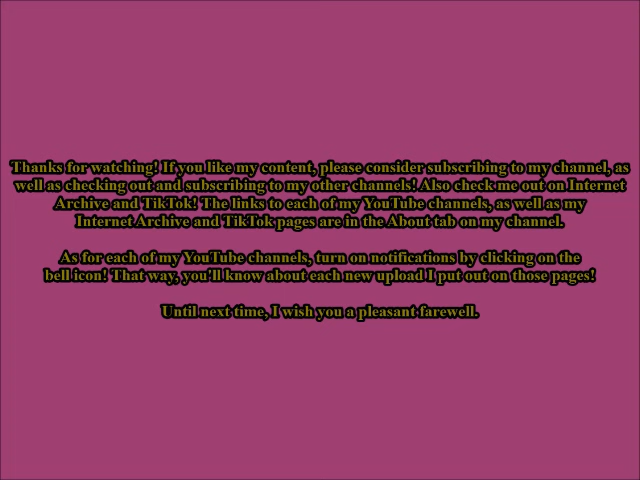 Thanks for watching! If you like my content, please consider subscribing to my channel, as
well as checking out and subscribing to my other channels! Also check me out on Internet
Archive and TikTok! The links to each of my YouTube channels, as well as my
Internet Archive and TikTok pages are in the About tab on my channel.
As for each of my YouTube channels, turn on notifications by clicking on the
bell icon! That way, you'll know about each new upload I put out on those pages!
Until next time, I wish you a pleasant farewell.